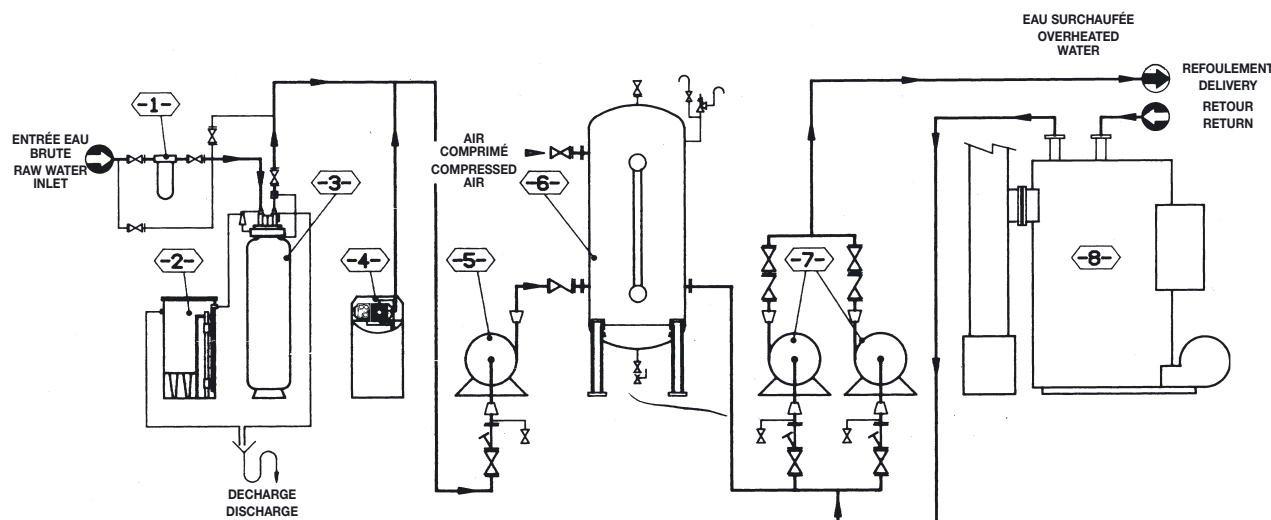 EAU SURCHAUFÉE
OVERHEATED
WATER
REFOULEMENT
DELIVERY
RETOUR
RETURN
-1-
ENTRÉE EAU
BRUTE
RAW WATER
INLET
AIR
COMPRIMÉ
COMPRESSED
AIR
-3-
-6-
-2-
-4-
-5-
-7-
-8-
DECHARGE
DISCHARGE